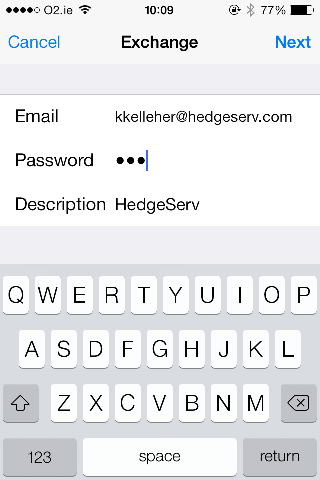 O2.ie 10:09 77%
Cancel Exchange Next
Email kkelleher@hedgeserv.com
Password •••
Description HedgeServ
Q W E R T Y U I O P
A S D F G H J K L
Z X C V B N M
123 space return